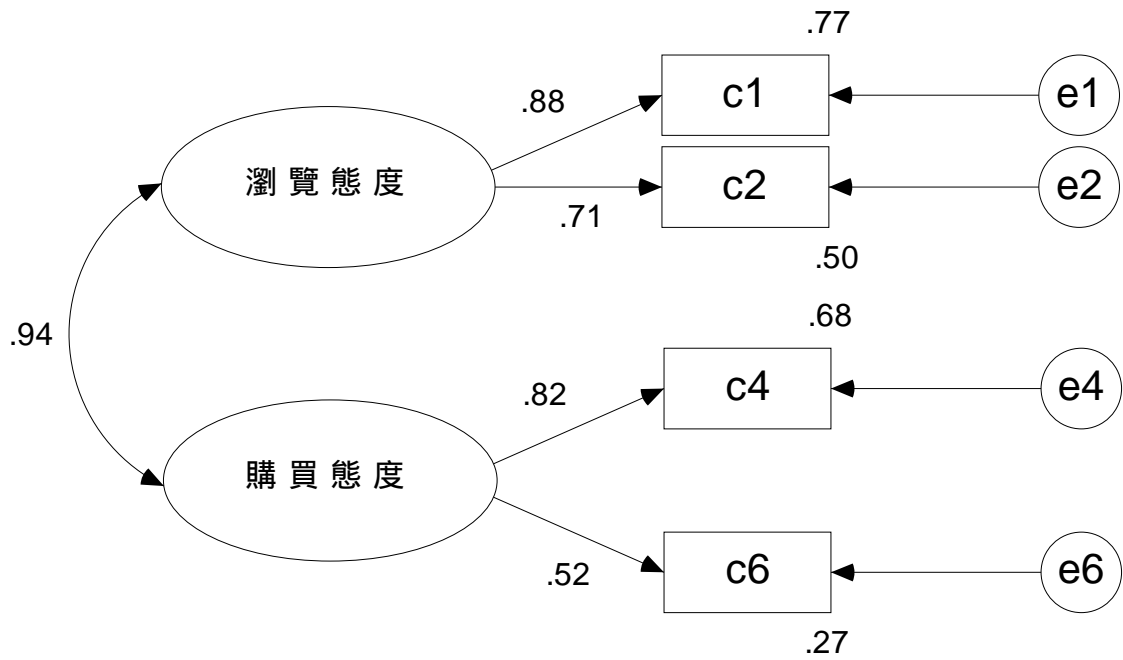 .77
.88
c1
e1
瀏覽態度
c2
e2
.71
.50
.94
.68
.82
c4
e4
購買態度
.52
c6
e6
.27